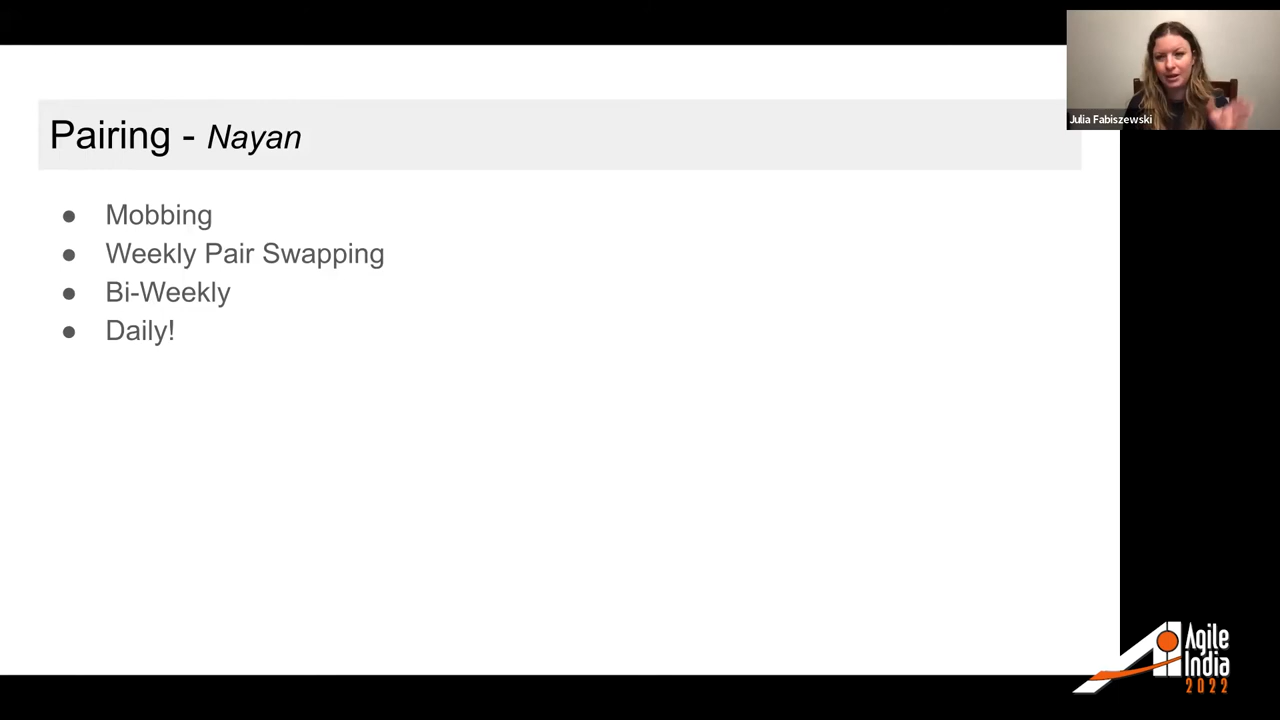 Pairing - Nayan
● Mobbing
● Weekly Pair Swapping
● Bi-Weekly
● Daily!
Julia Fabiszewski
Agile
India
2022